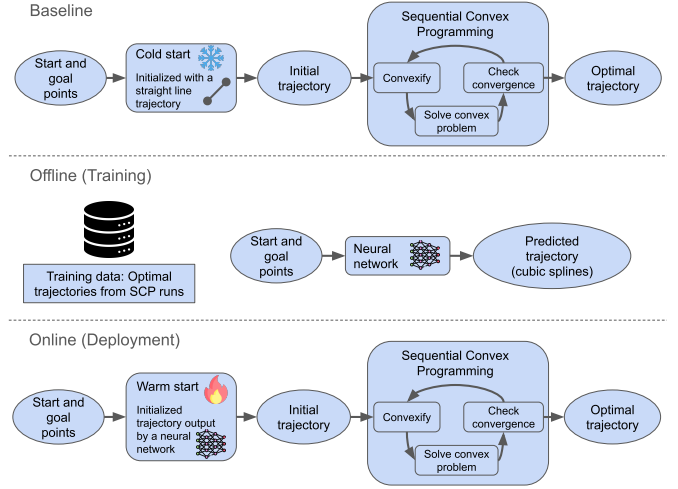 Baseline
Start and
goal
points
Cold start
Initialized with a
straight line
trajectory
Initial
trajectory
Sequential Convex
Programming
Convexify
Check
convergence
Solve convex
problem
Optimal
trajectory
Offline (Training)
Training data: Optimal
trajectories from SCP runs
Start and
goal
points
Neural
network
Predicted
trajectory
(cubic splines)
Online (Deployment)
Start and
goal
points
Warm start
Initialized
trajectory output
by a neural
network
Initial
trajectory
Sequential Convex
Programming
Convexify
Check
convergence
Solve convex
problem
Optimal
trajectory